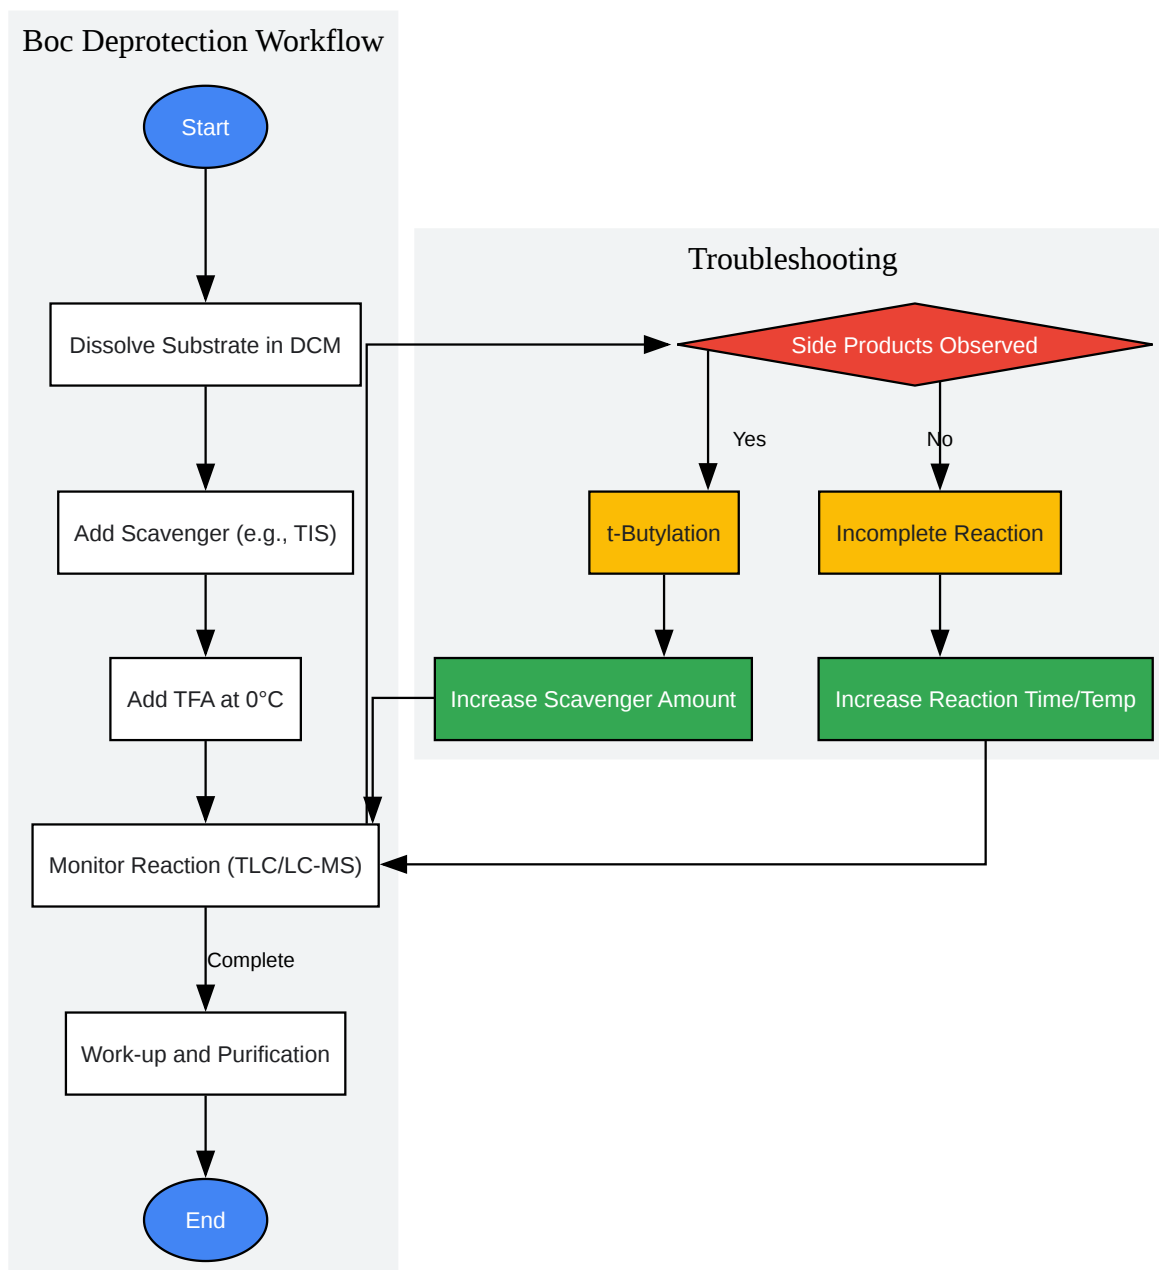 Boc Deprotection Workflow
Start
Dissolve Substrate in DCM
Add Scavenger (e.g., TIS)
Add TFA at 0°C
Monitor Reaction (TLC/LC-MS)
Complete
Work-up and Purification
End
Troubleshooting
Side Products Observed
Yes
No
t-Butylation
Incomplete Reaction
Increase Scavenger Amount
Increase Reaction Time/Temp